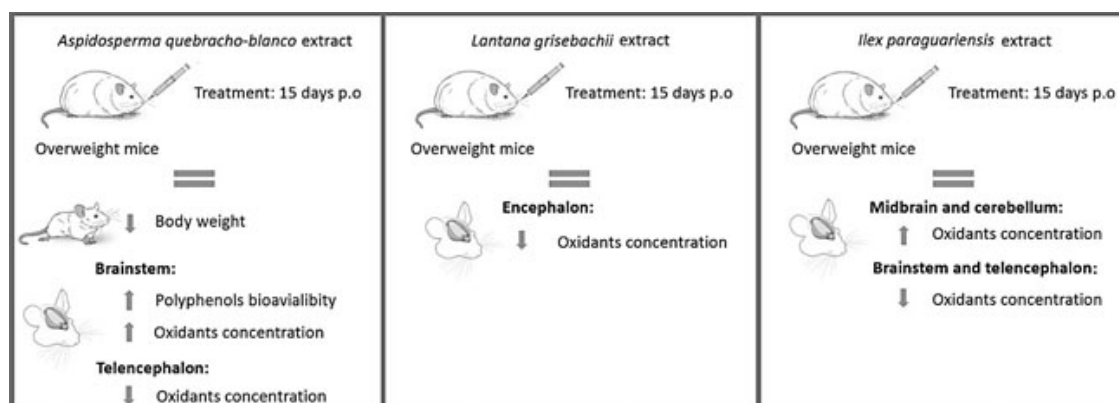 Aspidosperma quebracho-blanco extract
Treatment: 15 days p.o
Overweight mice
Body weight
Brainstem:
Polyphenols bioavialibity
Oxidants concentration
Telencephalon:
Oxidants concentration
Lantana grisebachii extract
Treatment: 15 days p.o
Overweight mice
Encephalon:
Oxidants concentration
Ilex paraguariensis extract
Treatment: 15 days p.o
Overweight mice
Midbrain and cerebellum:
Oxidants concentration
Brainstem and telencephalon:
Oxidants concentration